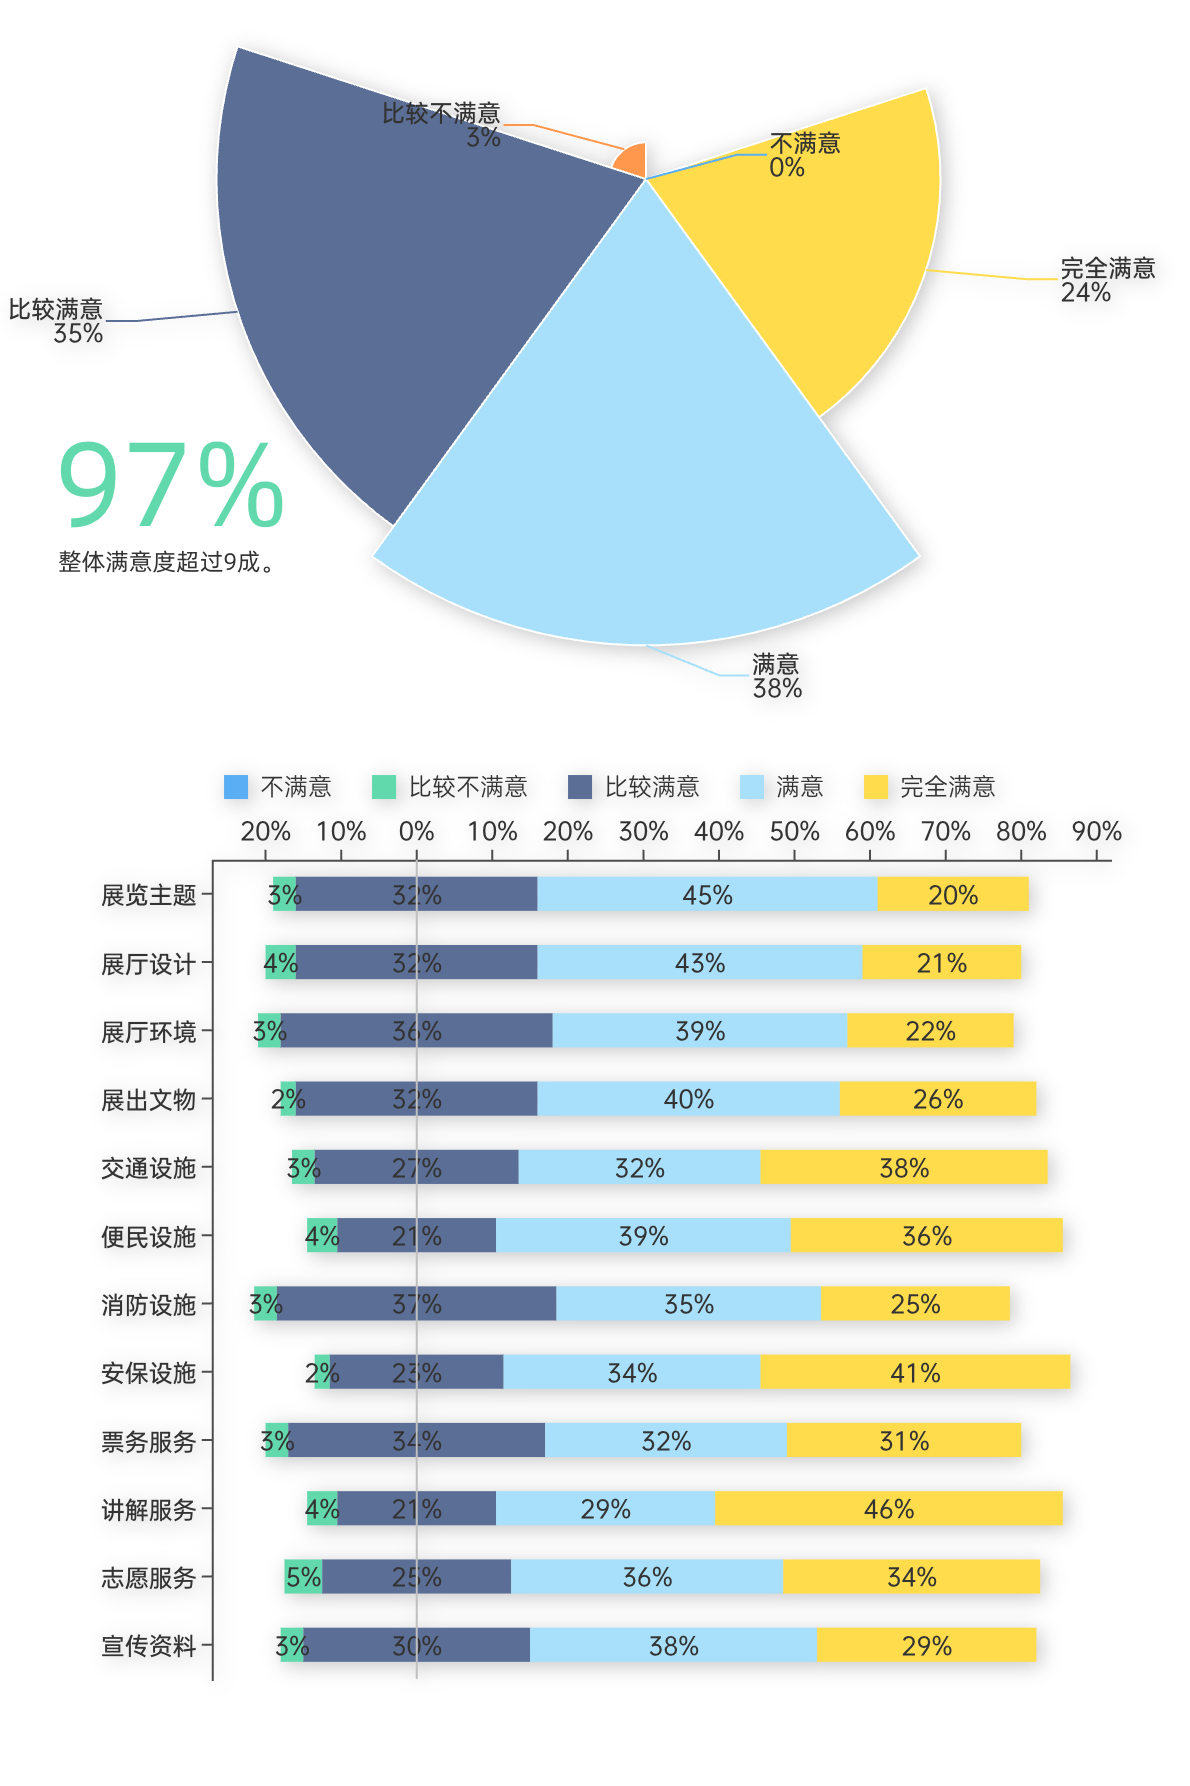 比较不满意
3%
不满意
0%
完全满意
24%
比较满意
35%
97%
整体满意度超过9成。
满意
38%
不满意 比较不满意 比较满意 满意 完全满意
20% 10% 0% 10% 20% 30% 40% 50% 60% 70% 80% 90%
展览主题 3% 32% 45% 20%
展厅设计 4% 32% 43% 21%
展厅环境 3% 36% 39% 22%
展出文物 2% 32% 40% 26%
交通设施 3% 27% 32% 38%
便民设施 4% 21% 39% 36%
消防设施 3% 37% 35% 25%
安保设施 2% 23% 34% 41%
票务服务 3% 34% 32% 31%
讲解服务 4% 21% 29% 46%
志愿服务 5% 25% 36% 34%
宣传资料 3% 30% 38% 29%